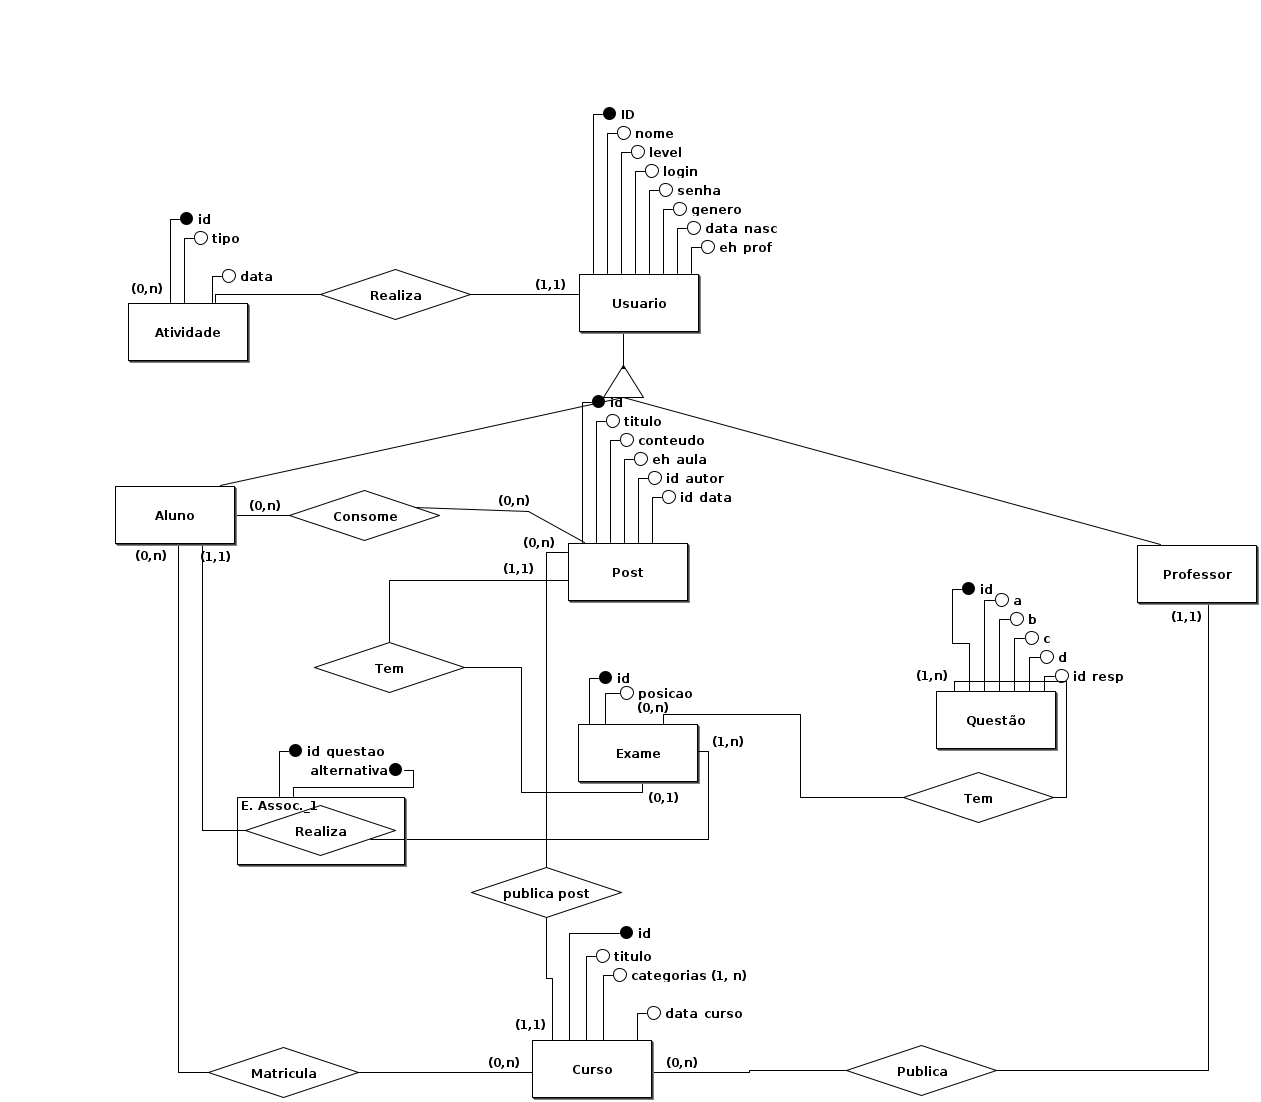 ID
nome
level
login
senha
genero
data nasc
eh prof
id
tipo
data
(0,n)
(1,1)
Realiza
Usuario
Atividade
id
titulo
conteudo
eh aula
id autor
id data
(0,n)
(0,n)
Aluno
Consome
(0,n)
(1,1)
(0,n)
(1,1)
Post
Professor
id
a
b
c
d
id resp
(1,1)
(1,n)
Tem
id
posicao
(0,n)
Questão
(1,n)
Exame
id questao
alternativa
(0,1)
Tem
E. Assoc._1
Realiza
publica post
id
titulo
categorias (1, n)
data curso
(1,1)
(0,n)
(0,n)
Matricula
Curso
Publica